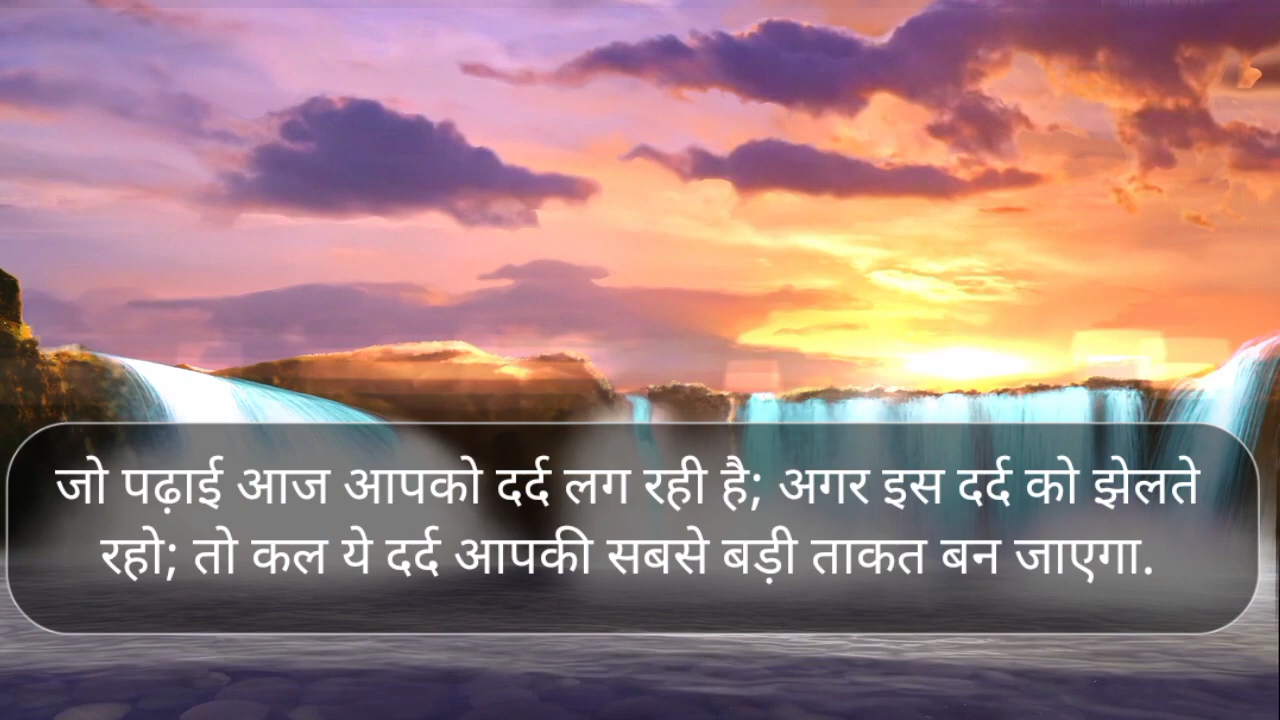 जो पढ़ाई आज आपको दर्द लग रही है; अगर इस दर्द को झेलते
रहो; तो कल ये दर्द आपकी सबसे बड़ी ताकत बन जाएगा.